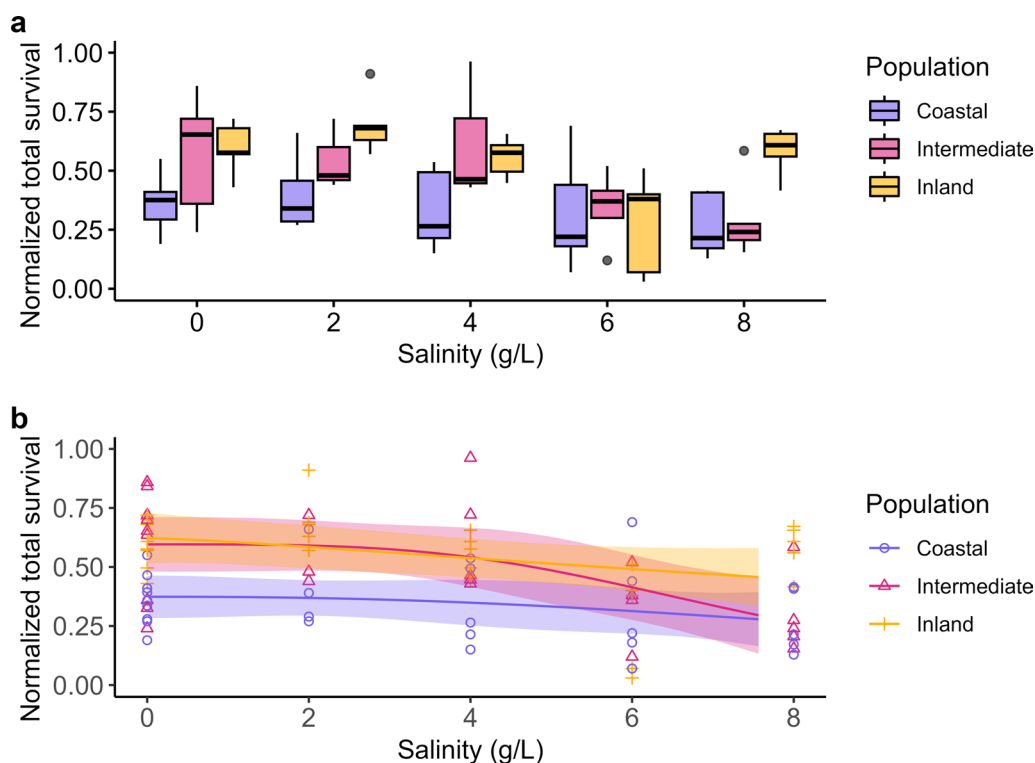 a
Normalized total survival
1.00
0.75
0.50
0.25
0.00
0 2 4 6 8
Salinity (g/L)
Population
Coastal
Intermediate
Inland
b
Normalized total survival
1.00
0.75
0.50
0.25
0.00
0 2 4 6 8
Salinity (g/L)
Population
Coastal
Intermediate
Inland